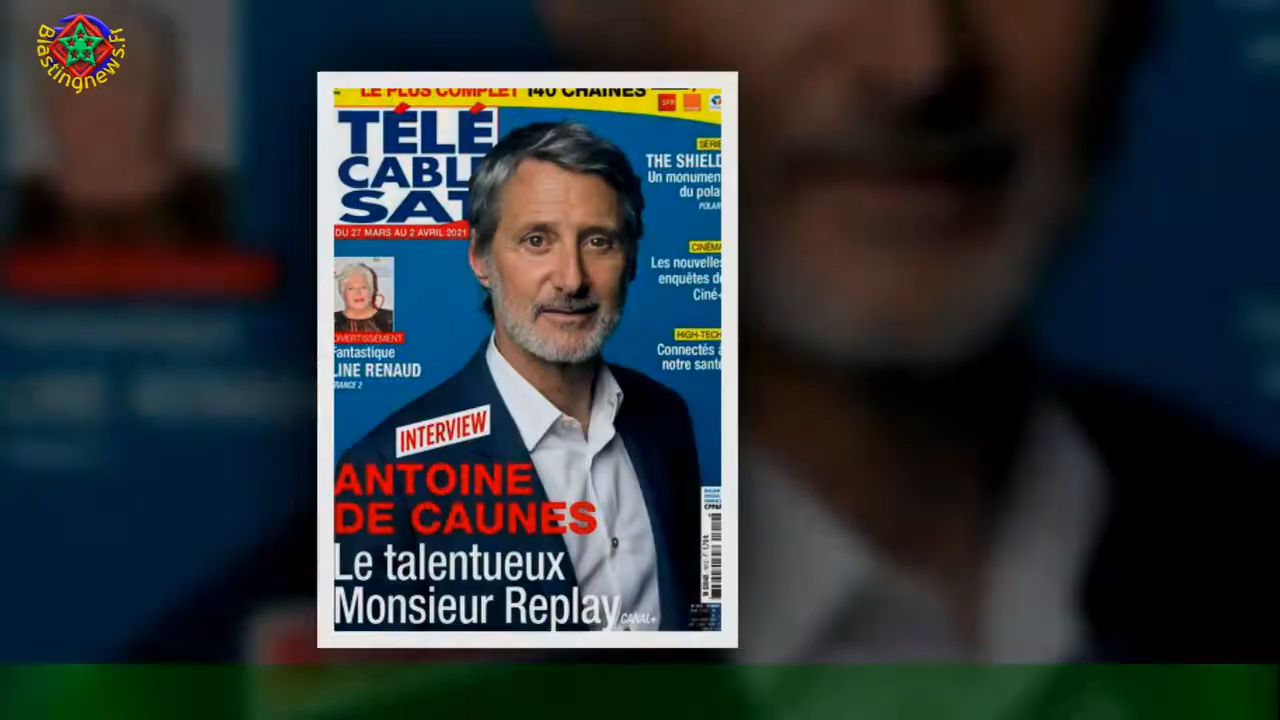 Blastingnews.Fr
LE PLUS COMPLET 140 CHAÎNES
SFR
TÉLÉ
CABLE
SAT
DU 27 MARS AU 2 AVRIL 2021
SÉRIE
THE SHIELD
Un monument
du pola
POLAR
CINÉMA
Les nouvelles
enquêtes de
Ciné+
DIVERTISSEMENT
Fantastique
LINE RENAUD
FRANCE 2
HIGH-TECH
Connectés à
notre santé
INTERVIEW
ANTOINE
DE CAUNES
Le talentueux
Monsieur Replay
CANAL+